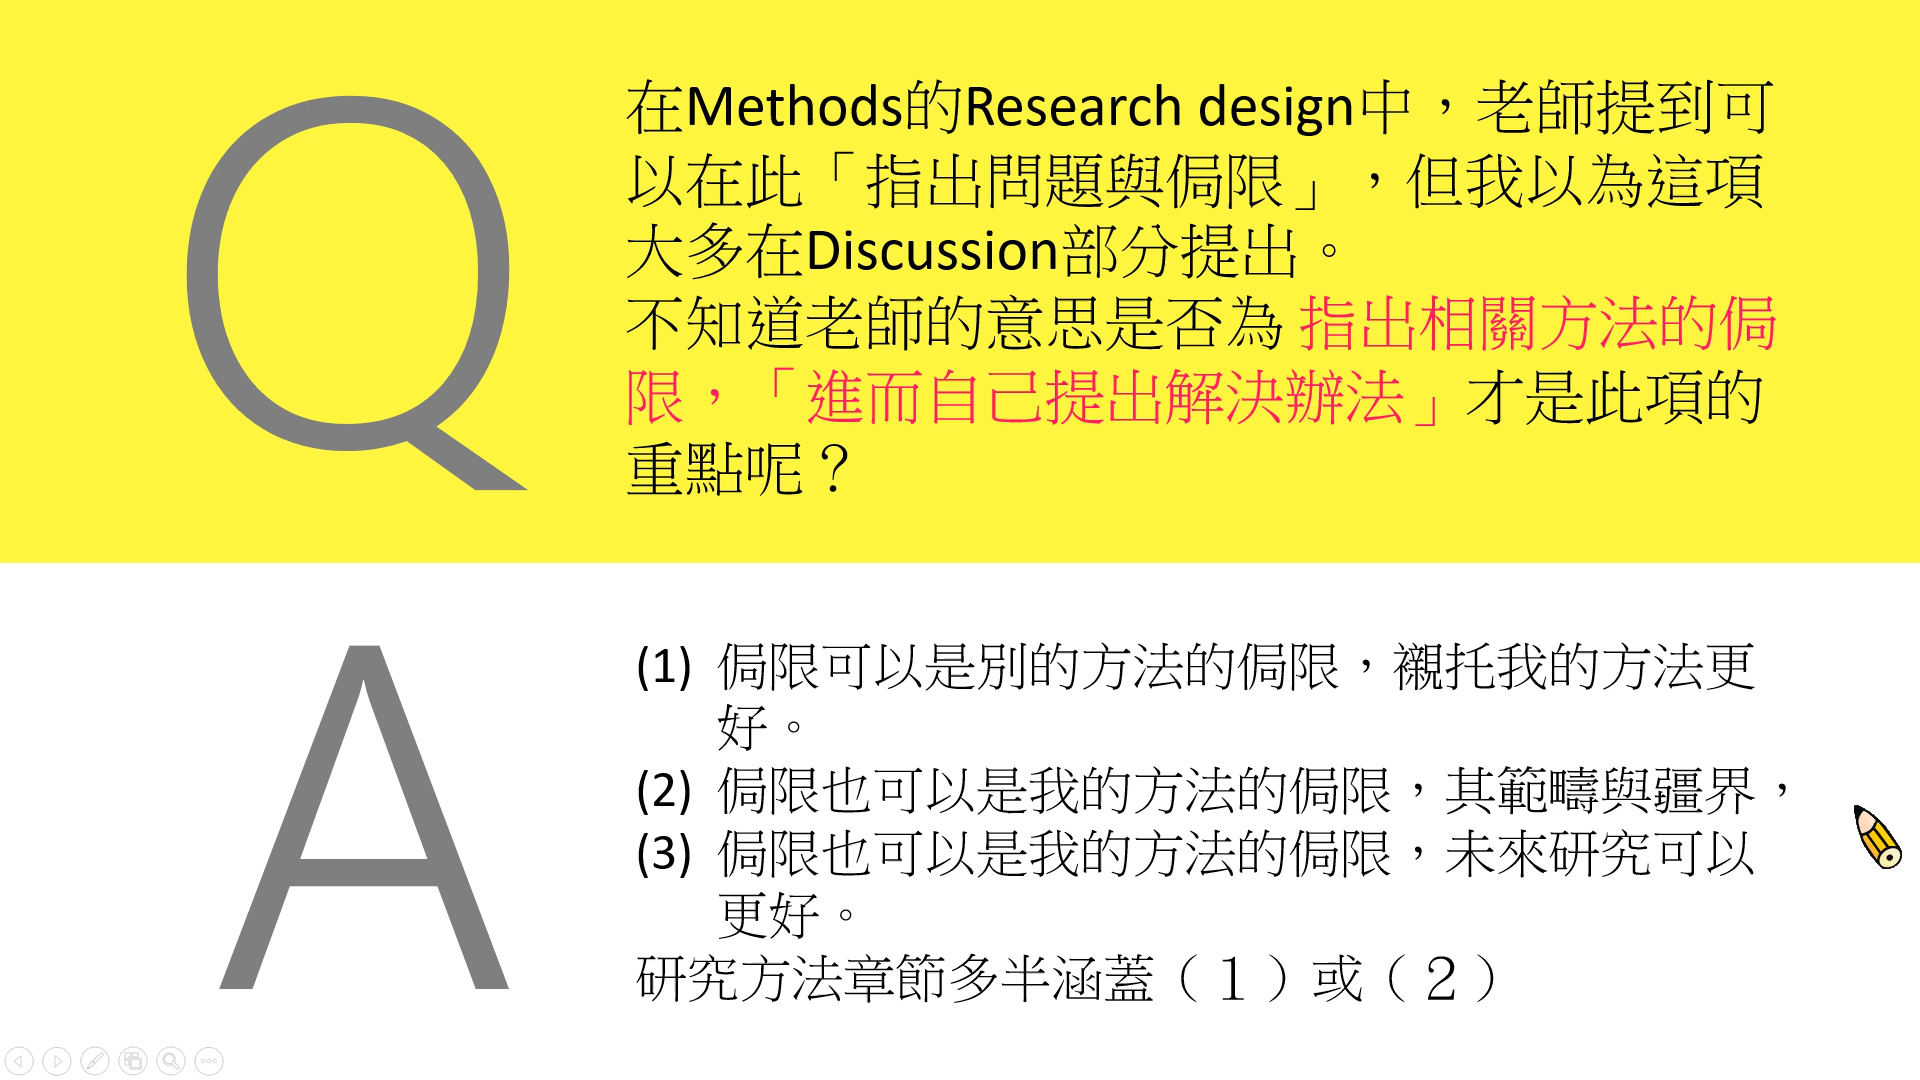 Q
在Methods的Research design中，老師提到可
以在此「指出問題與侷限」，但我以為這項
大多在Discussion部分提出。
不知道老師的意思是否為 指出相關方法的侷
限，「進而自己提出解決辦法」才是此項的
重點呢？
A
(1) 侷限可以是別的方法的侷限，襯托我的方法更
好。
(2) 侷限也可以是我的方法的侷限，其範疇與疆界，
(3) 侷限也可以是我的方法的侷限，未來研究可以
更好。
研究方法章節多半涵蓋（１）或（２）